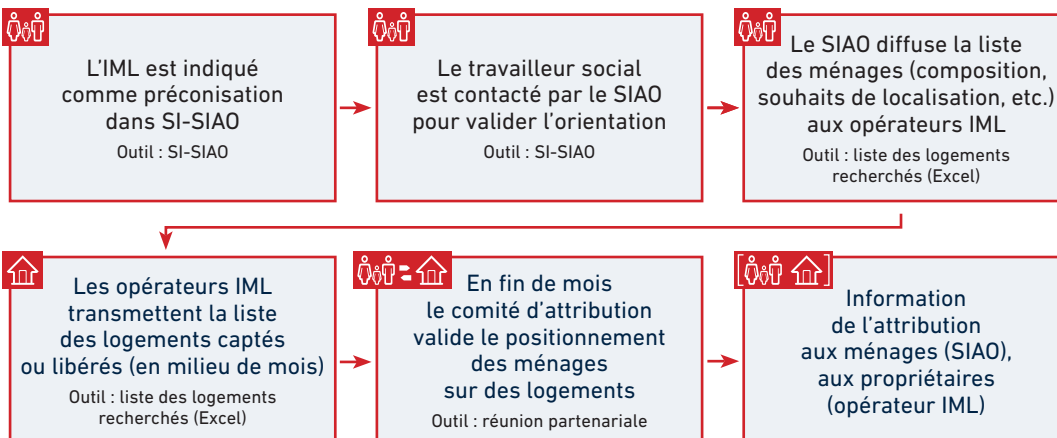 L’IML est indiqué
comme préconisation
dans SI-SIAO
Outil : SI-SIAO
Le travailleur social
est contacté par le SIAO
pour valider l’orientation
Outil : SI-SIAO
Le SIAO diffuse la liste
des ménages (composition,
souhaits de localisation, etc.)
aux opérateurs IML
Outil : liste des logements
recherchés (Excel)
Les opérateurs IML
transmettent la liste
des logements captés
ou libérés (en milieu de mois)
Outil : liste des logements
recherchés (Excel)
En fin de mois
le comité d’attribution
valide le positionnement
des ménages
sur des logements
Outil : réunion partenariale
Information
de l’attribution
aux ménages (SIAO),
aux propriétaires
(opérateur IML)